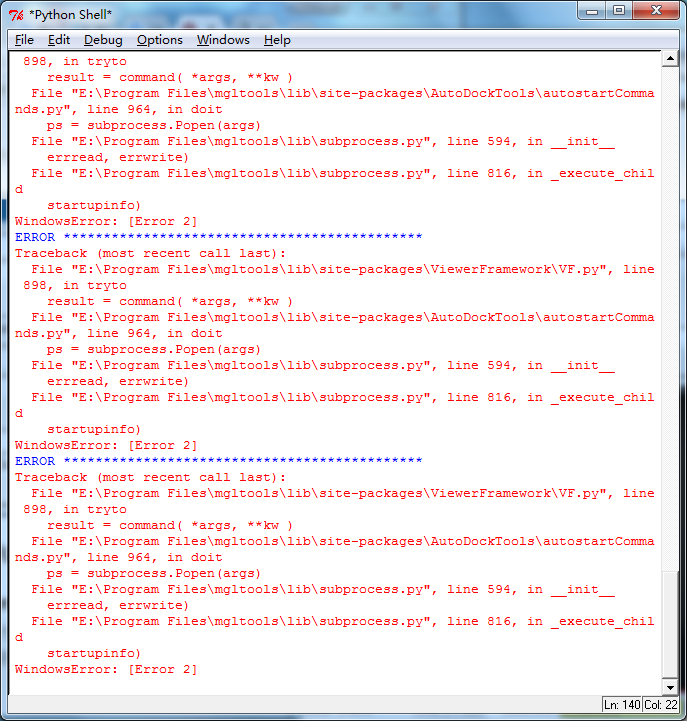 *Python Shell*
File Edit Debug Options Windows Help
 898, in tryto
    result = command( *args, **kw )
  File "E:\Program Files\mgltools\lib\site-packages\AutoDockTools\autostartComma
nds.py", line 964, in doit
    ps = subprocess.Popen(args)
  File "E:\Program Files\mgltools\lib\subprocess.py", line 594, in __init__
    errread, errwrite)
  File "E:\Program Files\mgltools\lib\subprocess.py", line 816, in _execute_chil
d
    startupinfo)
WindowsError: [Error 2]
ERROR ********************************************
Traceback (most recent call last):
  File "E:\Program Files\mgltools\lib\site-packages\ViewerFramework\VF.py", line
 898, in tryto
    result = command( *args, **kw )
  File "E:\Program Files\mgltools\lib\site-packages\AutoDockTools\autostartComma
nds.py", line 964, in doit
    ps = subprocess.Popen(args)
  File "E:\Program Files\mgltools\lib\subprocess.py", line 594, in __init__
    errread, errwrite)
  File "E:\Program Files\mgltools\lib\subprocess.py", line 816, in _execute_chil
d
    startupinfo)
WindowsError: [Error 2]
ERROR ********************************************
Traceback (most recent call last):
  File "E:\Program Files\mgltools\lib\site-packages\ViewerFramework\VF.py", line
 898, in tryto
    result = command( *args, **kw )
  File "E:\Program Files\mgltools\lib\site-packages\AutoDockTools\autostartComma
nds.py", line 964, in doit
    ps = subprocess.Popen(args)
  File "E:\Program Files\mgltools\lib\subprocess.py", line 594, in __init__
    errread, errwrite)
  File "E:\Program Files\mgltools\lib\subprocess.py", line 816, in _execute_chil
d
    startupinfo)
WindowsError: [Error 2]
Ln: 140 Col: 22